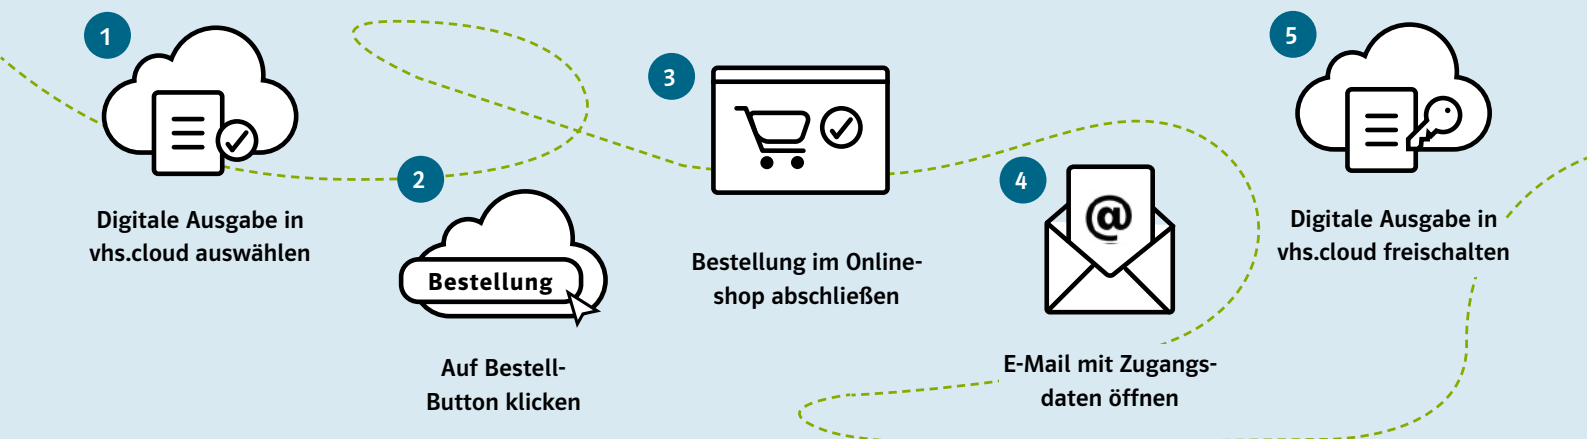 1
Digitale Ausgabe in
vhs.cloud auswählen
2
Bestellung
Auf Bestell-
Button klicken
3
Bestellung im Online-
shop abschließen
4
@
E-Mail mit Zugangs-
daten öffnen
5
Digitale Ausgabe in
vhs.cloud freischalten